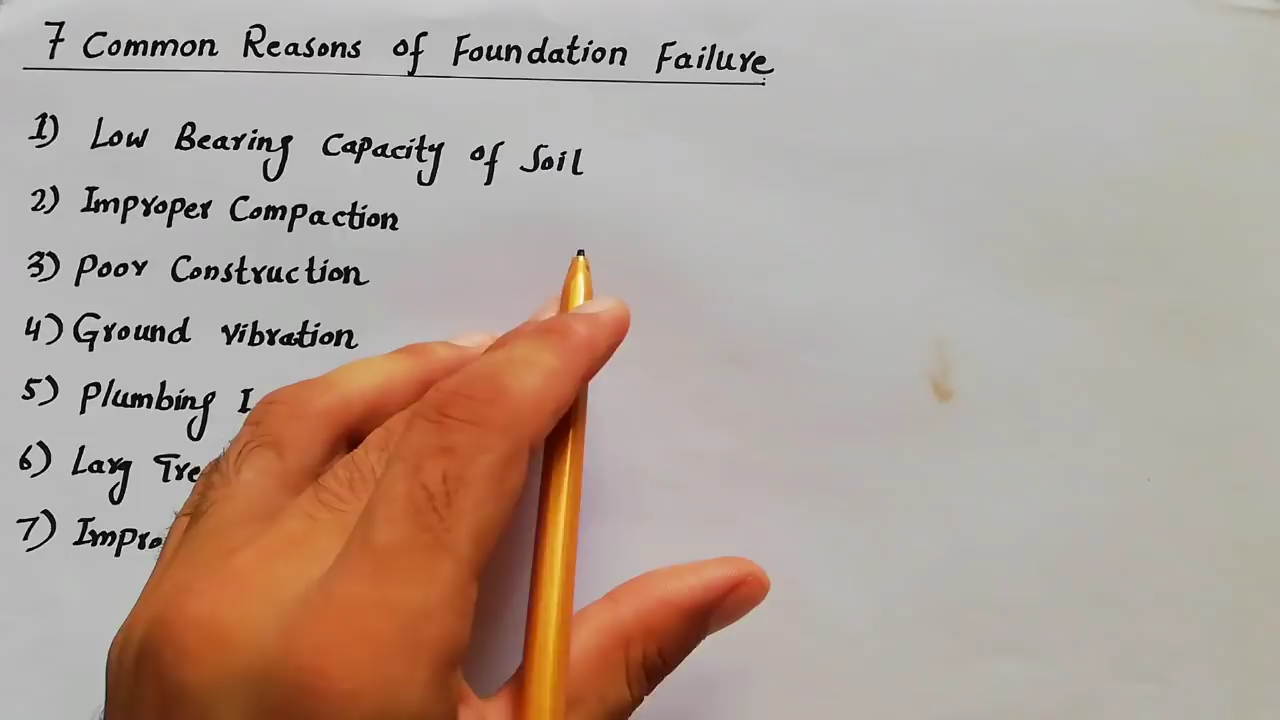 7 Common Reasons of Foundation Failure
1) Low Bearing Capacity of Soil
2) Improper Compaction
3) Poor Construction
4) Ground Vibration
5) Plumbing
6) Larg
7)